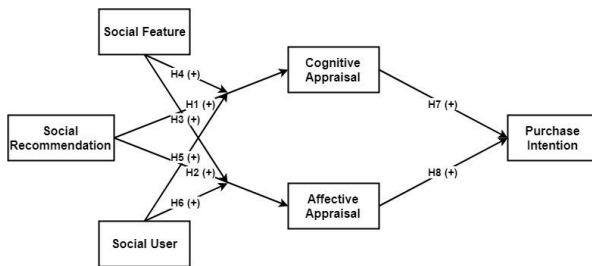 Social Feature
H4 (+)
Cognitive
Appraisal
H1 (+)
H7 (+)
H3 (+)
Social
Recommendation
Purchase
Intention
H5 (+)
H2 (+)
H8 (+)
H6 (+)
Affective
Appraisal
Social User